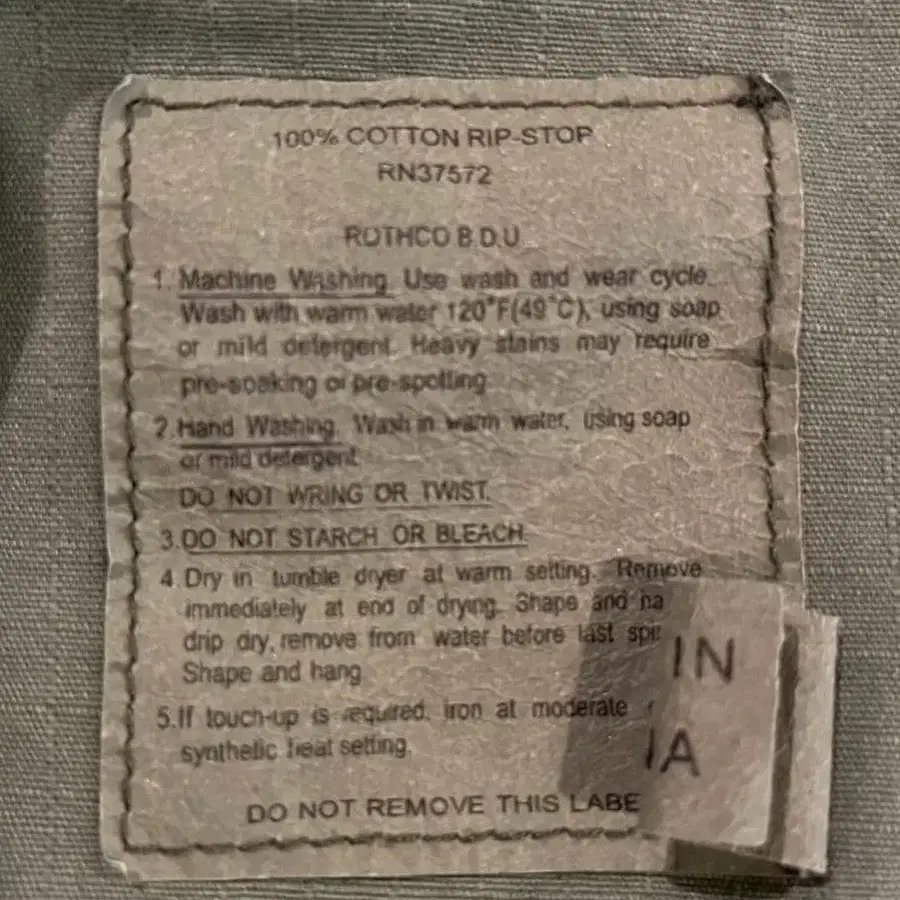 100% COTTON RIP-STOP
RN37572
ROTHCO B.D.U
1. Machine Washing. Use wash and wear cycle.
Wash with warm water 120°F(49°C), using soap
or mild detergent. Heavy stains may require
pre-soaking or pre-spotting
2. Hand Washing. Wash in warm water, using soap
or mild detergent
DO NOT WRING OR TWIST.
3. DO NOT STARCH OR BLEACH.
4. Dry in tumble dryer at warm setting. Remove
immediately at end of drying. Shape and ha
drip dry, remove from water before last spi
Shape and hang
5. If touch-up is required, iron at moderate
synthetic heat setting.
DO NOT REMOVE THIS LABE
IN
IA